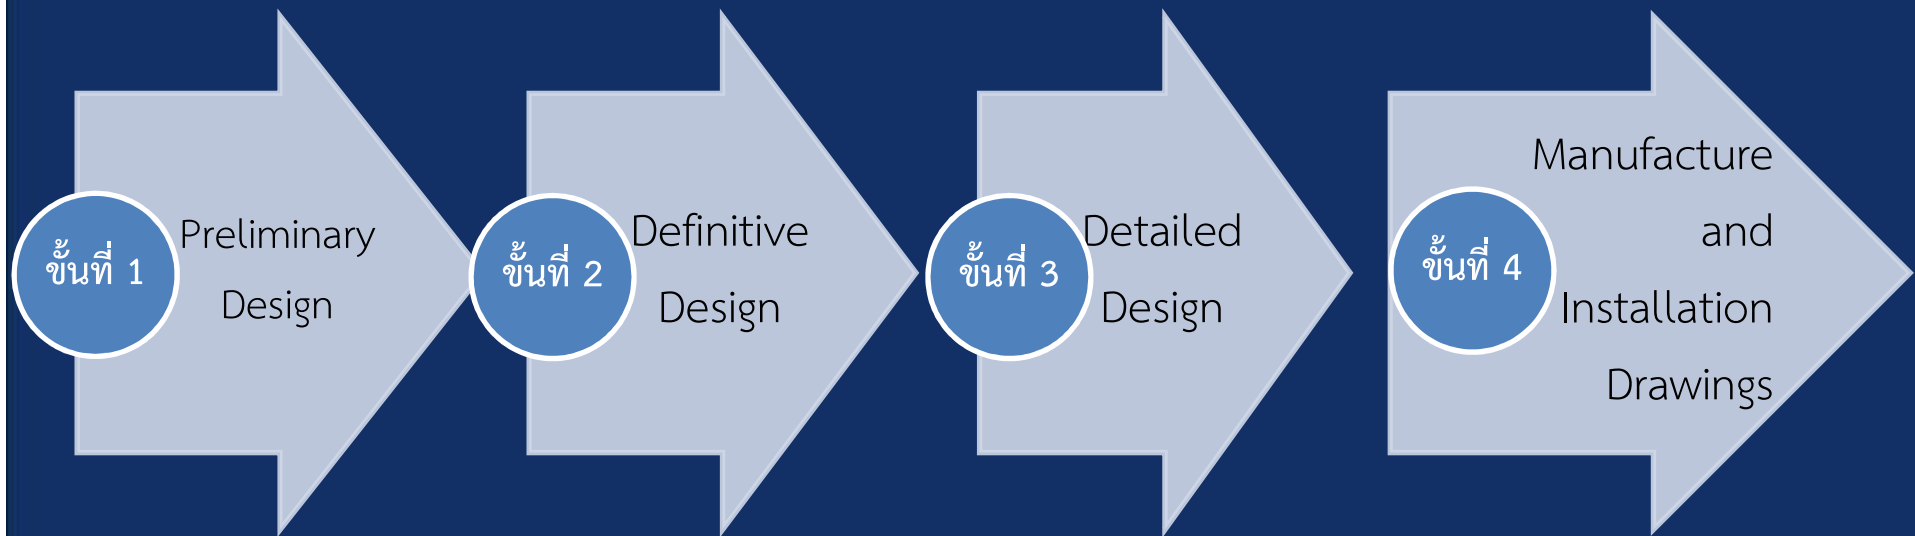 ขั้นที่ 1
Preliminary
Design
ขั้นที่ 2
Definitive
Design
ขั้นที่ 3
Detailed
Design
ขั้นที่ 4
Manufacture
and
Installation
Drawings